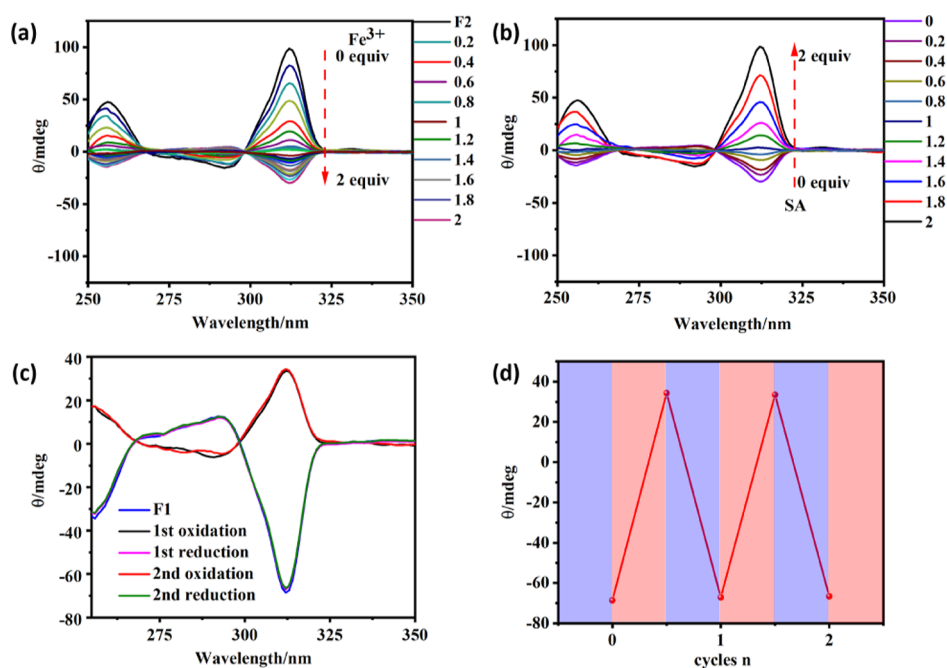 (a)
Fe3+
0 equiv
2 equiv
F2
0.2
0.4
0.6
0.8
1
1.2
1.4
1.6
1.8
2
100
50
0
-50
-100
θ/mdeg
250
275
300
325
350
Wavelength/nm
(b)
2 equiv
0 equiv
SA
0
0.2
0.4
0.6
0.8
1
1.2
1.4
1.6
1.8
2
100
50
0
-50
-100
θ/mdeg
250
275
300
325
350
Wavelength/nm
(c)
40
20
0
-20
-40
-60
-80
θ/mdeg
F1
1st oxidation
1st reduction
2nd oxidation
2nd reduction
275
300
325
350
Wavelength/nm
(d)
40
20
0
-20
-40
-60
-80
θ/mdeg
0
1
2
cycles n